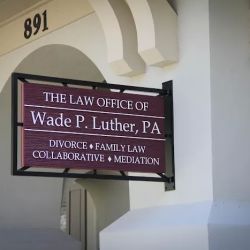 891
THE LAW OFFICE OF
Wade P. Luther, PA
DIVORCE ♦ FAMILY LAW
COLLABORATIVE ♦ MEDIATION